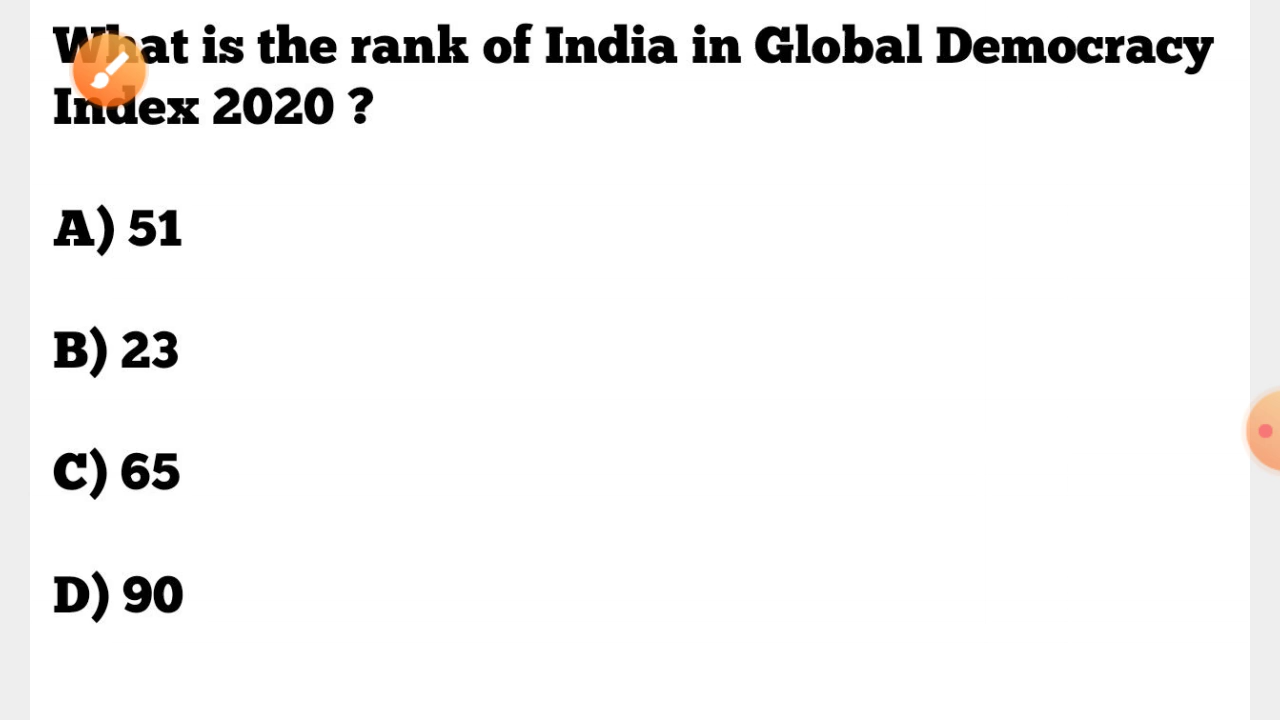 What is the rank of India in Global Democracy
Index 2020 ?
A) 51
B) 23
C) 65
D) 90